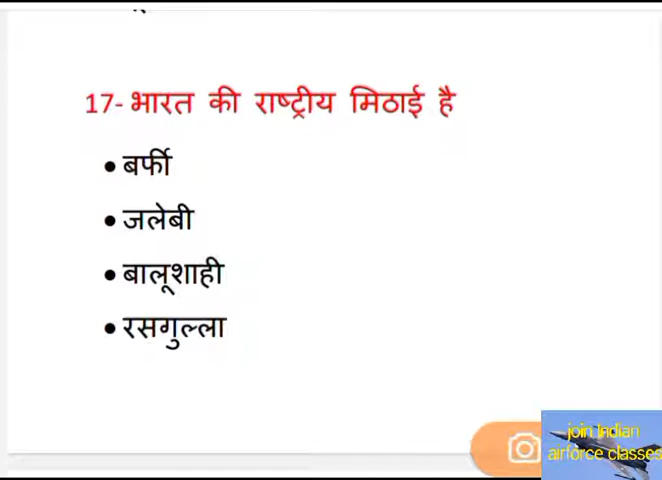 17- भारत की राष्ट्रीय मिठाई है
• बर्फी
• जलेबी
• बालूशाही
• रसगुल्ला
join Indian
airforce classes